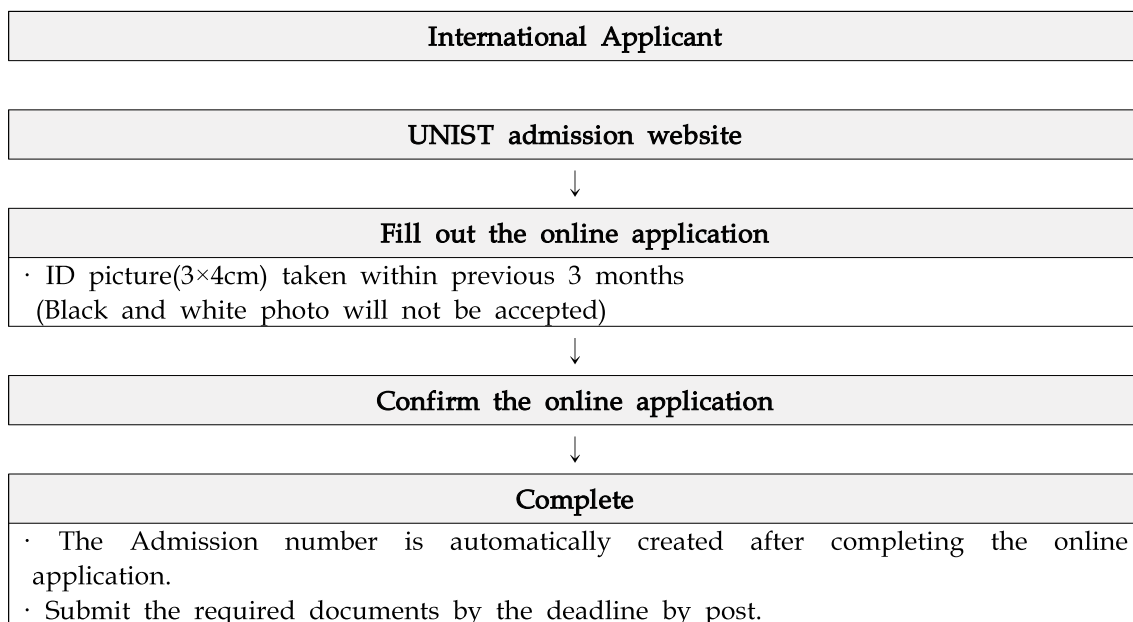 International Applicant
UNIST admission website
↓
Fill out the online application
· ID picture(3×4cm) taken within previous 3 months
(Black and white photo will not be accepted)
↓
Confirm the online application
↓
Complete
· The Admission number is automatically created after completing the online
application.
· Submit the required documents by the deadline by post.